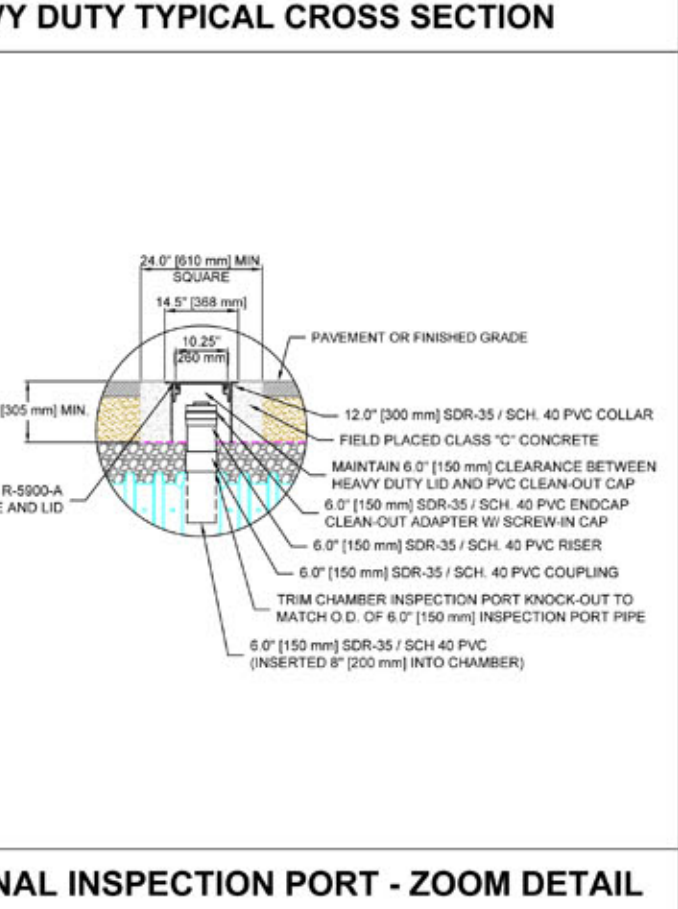 VY DUTY TYPICAL CROSS SECTION
24.0" [610 mm] MIN.
SQUARE
14.5" [368 mm]
10.25"
[260 mm]
PAVEMENT OR FINISHED GRADE
[305 mm] MIN.
12.0" [300 mm] SDR-35 / SCH. 40 PVC COLLAR
FIELD PLACED CLASS "C" CONCRETE
MAINTAIN 6.0" [150 mm] CLEARANCE BETWEEN
HEAVY DUTY LID AND PVC CLEAN-OUT CAP
R-5900-A
E AND LID
6.0" [150 mm] SDR-35 / SCH. 40 PVC ENDCAP
CLEAN-OUT ADAPTER W/ SCREW-IN CAP
6.0" [150 mm] SDR-35 / SCH. 40 PVC RISER
6.0" [150 mm] SDR-35 / SCH. 40 PVC COUPLING
TRIM CHAMBER INSPECTION PORT KNOCK-OUT TO
MATCH O.D. OF 6.0" [150 mm] INSPECTION PORT PIPE
6.0" [150 mm] SDR-35 / SCH 40 PVC
(INSERTED 8" [200 mm] INTO CHAMBER)
NAL INSPECTION PORT - ZOOM DETAIL